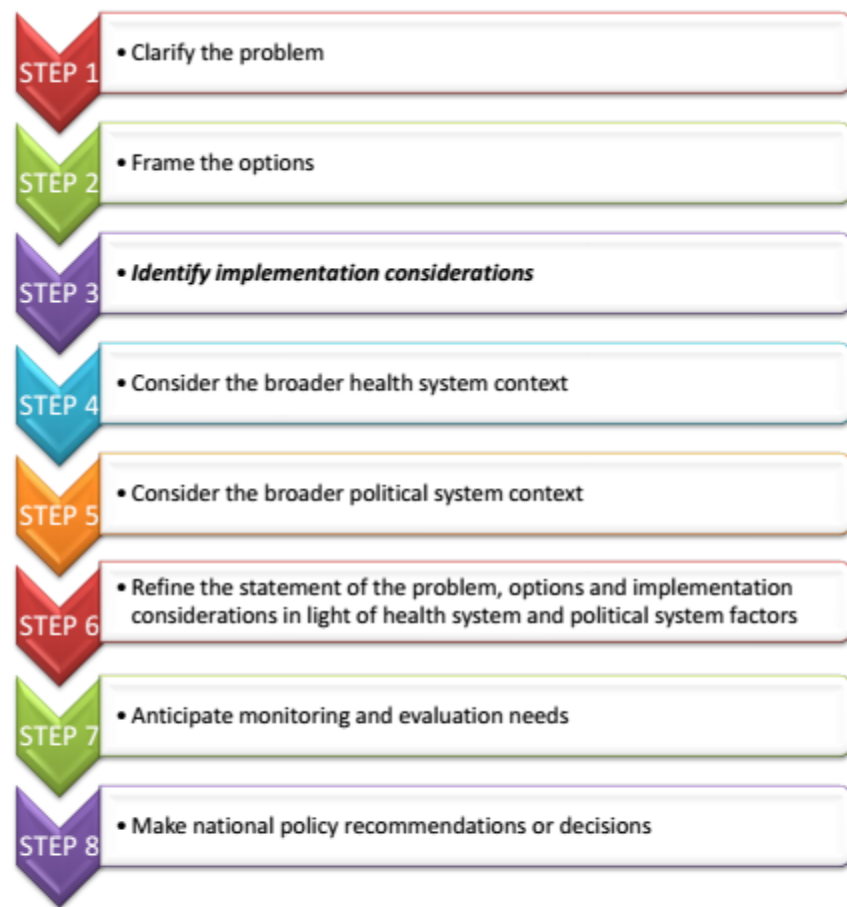 STEP 1
• Clarify the problem
STEP 2
• Frame the options
STEP 3
• Identify implementation considerations
STEP 4
• Consider the broader health system context
STEP 5
• Consider the broader political system context
STEP 6
• Refine the statement of the problem, options and implementation
considerations in light of health system and political system factors
STEP 7
• Anticipate monitoring and evaluation needs
STEP 8
• Make national policy recommendations or decisions